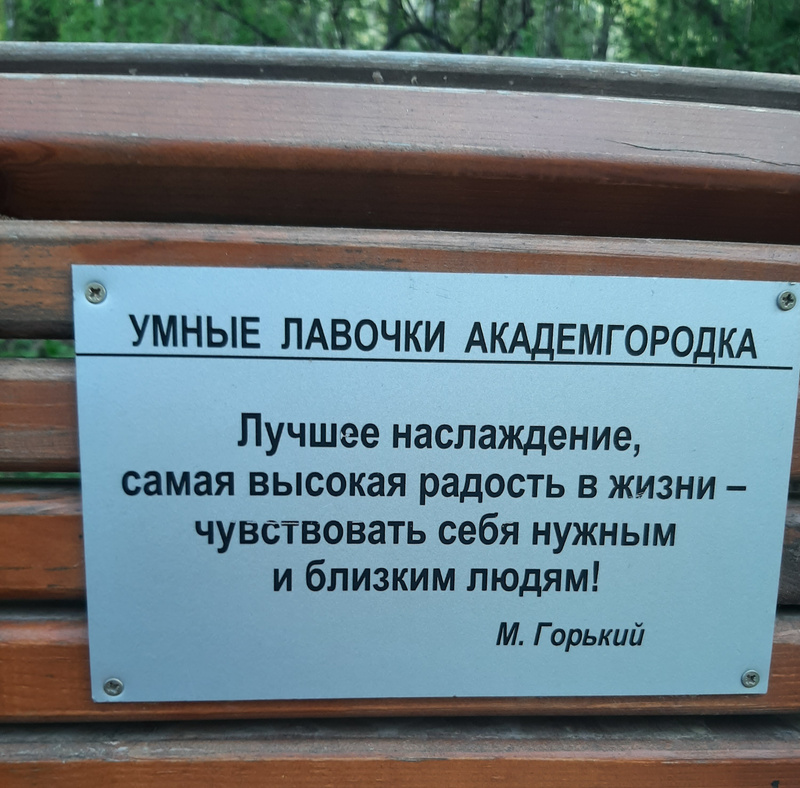 УМНЫЕ ЛАВОЧКИ АКАДЕМГОРОДКА
Лучшее наслаждение,
самая высокая радость в жизни –
чувствовать себя нужным
и близким людям!
М. Горький